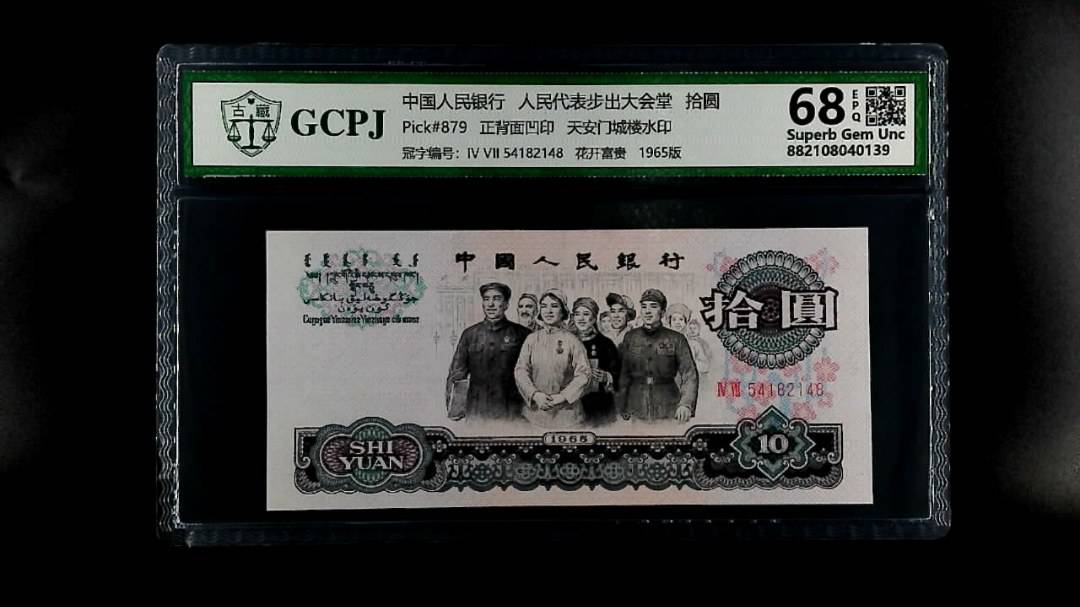 古藏
GCPJ
中国人民银行 人民代表步出大会堂 拾圆
Pick#879 正背面凹印 天安门城楼水印
冠字编号：IV VII 54182148 花开富贵 1965版
68
EPQ
Superb Gem Unc
882108040139
中國人民銀行
拾圓
ⅣⅦ 54182148
1965
SHI
YUAN
10